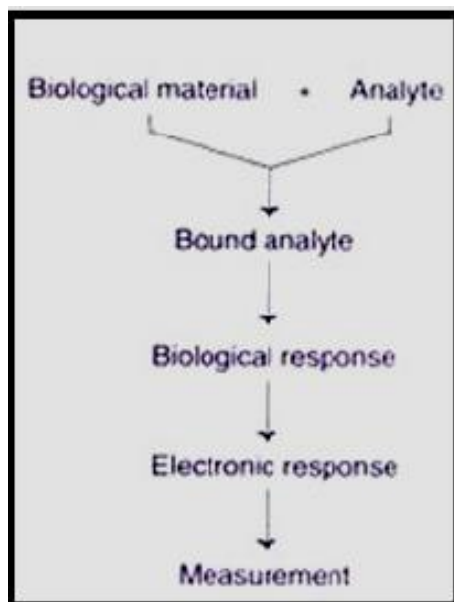 Biological material • Analyte
Bound analyte
Biological response
Electronic response
Measurement